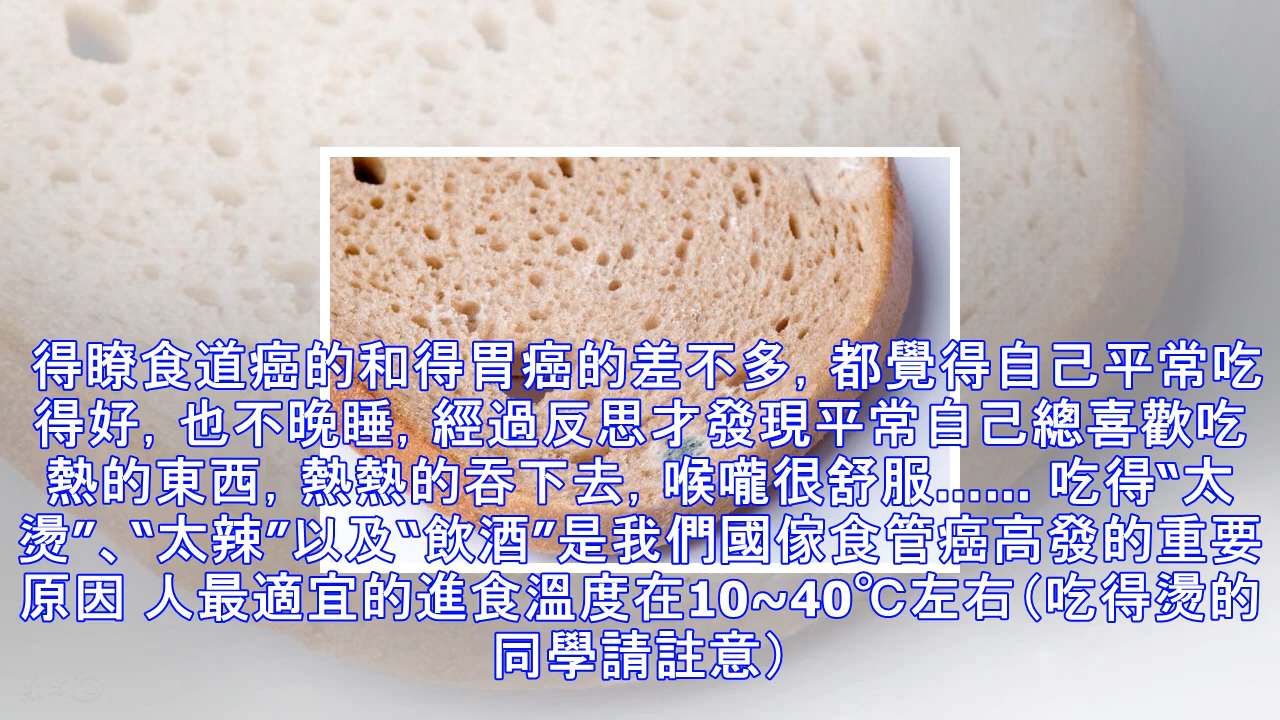 得瞭食道癌的和得胃癌的差不多, 都覺得自己平常吃
得好, 也不晚睡, 經過反思才發現平常自己總喜歡吃
熱的東西, 熱熱的吞下去, 喉嚨很舒服…… 吃得“太
燙”、“太辣”以及“飲酒”是我們國傢食管癌高發的重要
原因 人最適宜的進食溫度在10~40℃左右(吃得燙的
同學請註意)